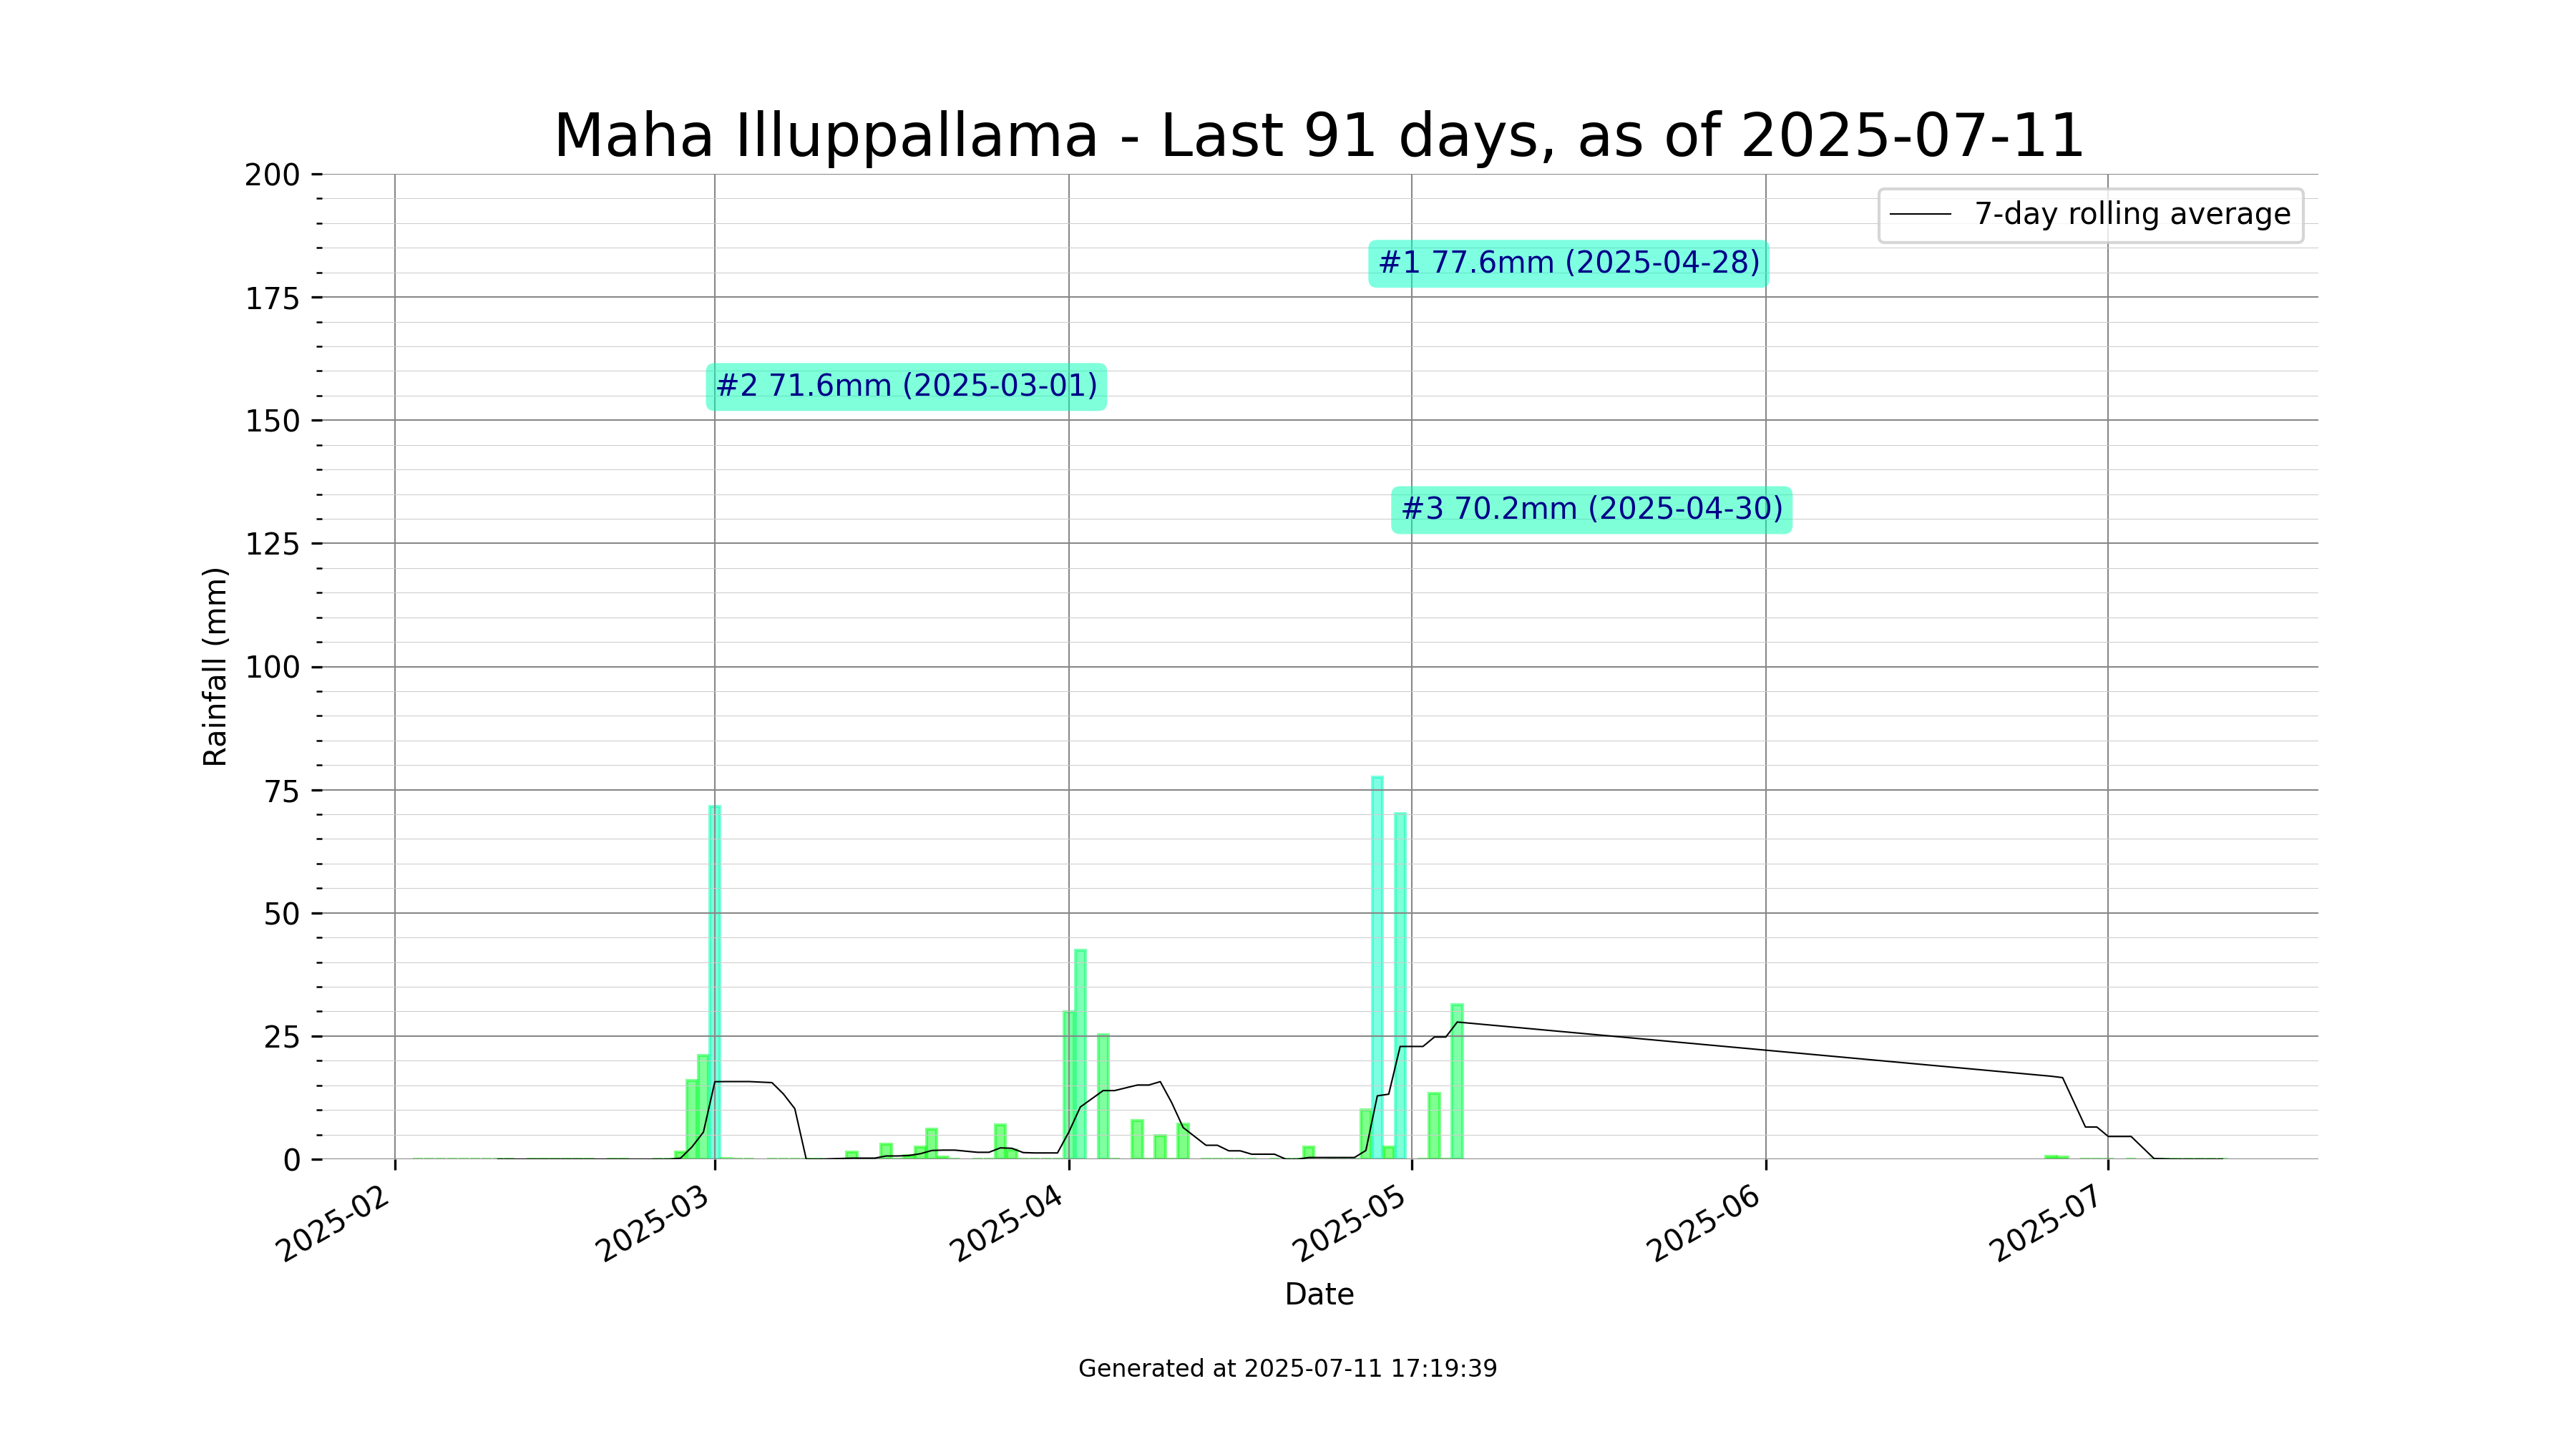 Maha Illuppallama - Last 91 days, as of 2025-07-11
7-day rolling average
#1 77.6mm (2025-04-28)
#2 71.6mm (2025-03-01)
#3 70.2mm (2025-04-30)
Rainfall (mm)
200
175
150
125
100
75
50
25
0
2025-02
2025-03
2025-04
2025-05
2025-06
2025-07
Date
Generated at 2025-07-11 17:19:39